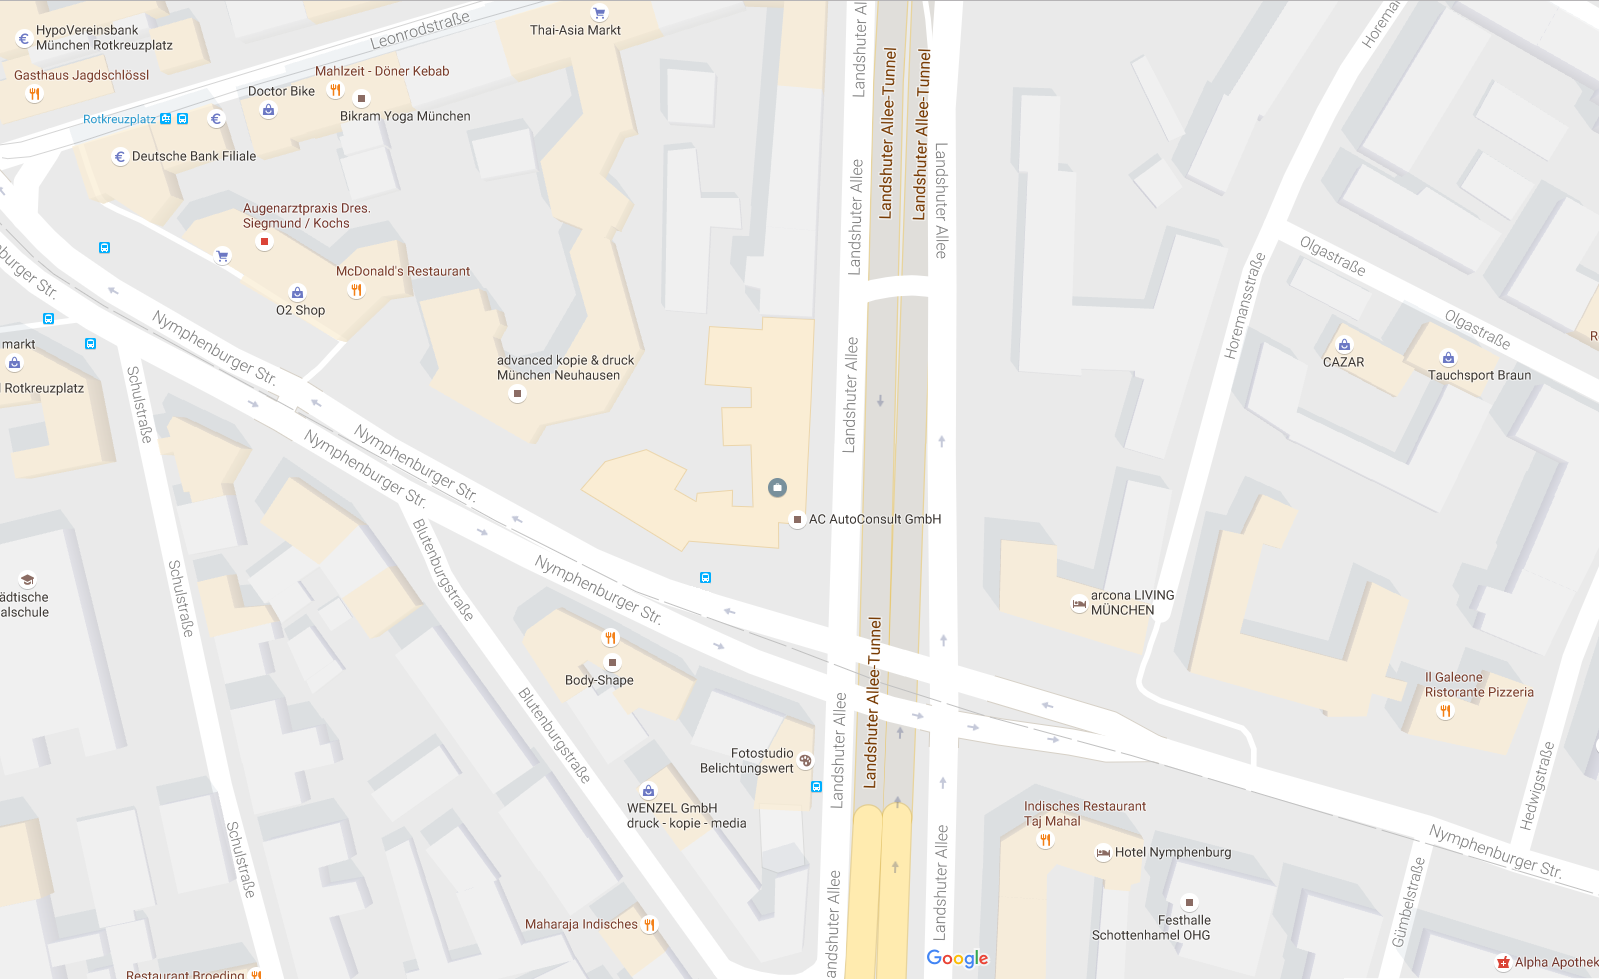 HypoVereinsbank
München Rotkreuzplatz
Leonrodstraße
Thai-Asia Markt
Landshuter Al
Landshuter Allee-Tunnel
Landshuter Allee-Tunnel
Horeman
Gasthaus Jagdschlössl
Mahlzeit - Döner Kebab
Doctor Bike
Bikram Yoga München
Rotkreuzplatz
Deutsche Bank Filiale
Landshuter Allee
Landshuter Allee
Augenarztpraxis Dres.
Siegmund / Kochs
Olgastraße
McDonald's Restaurant
Horemansstraße
burger Str.
O2 Shop
Nymphenburger Str.
Olgastraße
R
markt
l Rotkreuzplatz
advanced kopie & druck
München Neuhausen
Landshuter Allee
CAZAR
Tauchsport Braun
Schulstraße
Nymphenburger Str.
Nymphenburger Str.
AC AutoConsult GmbH
Blutenburgstraße
Nymphenburger Str.
ädtische
alschule
Schulstraße
arcona LIVING
MÜNCHEN
Landshuter Allee-Tunnel
Body-Shape
Il Galeone
Ristorante Pizzeria
Blutenburgstraße
Landshuter Allee
Fotostudio
Belichtungswert
Hedwigstraße
WENZEL GmbH
druck - kopie - media
Indisches Restaurant
Taj Mahal
Schulstraße
Landshuter Allee
Hotel Nymphenburg
Nymphenburger Str.
Gümbelstraße
andshuter Allee
Maharaja Indisches
Festhalle
Schottenhamel OHG
Google
Alpha Apothek
Restaurant Broeding